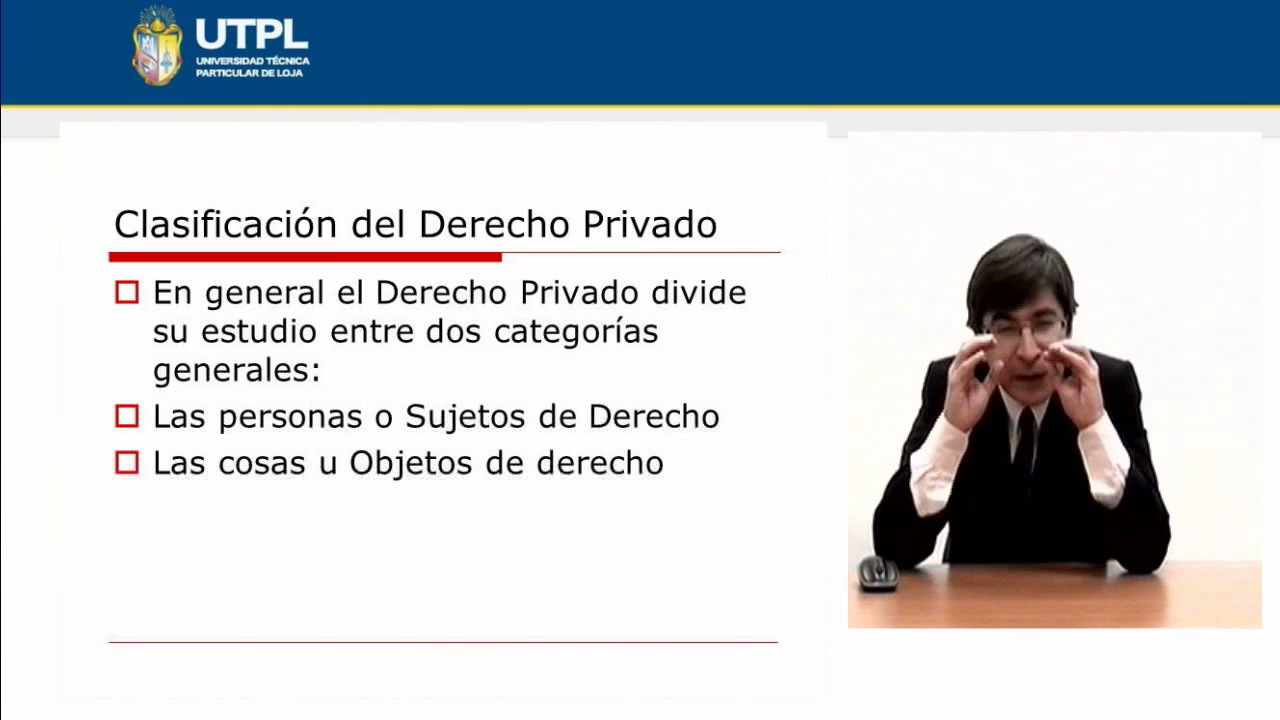 UTPL
UNIVERSIDAD TÉCNICA
PARTICULAR DE LOJA
Clasificación del Derecho Privado
En general el Derecho Privado divide
su estudio entre dos categorías
generales:
Las personas o Sujetos de Derecho
Las cosas u Objetos de derecho